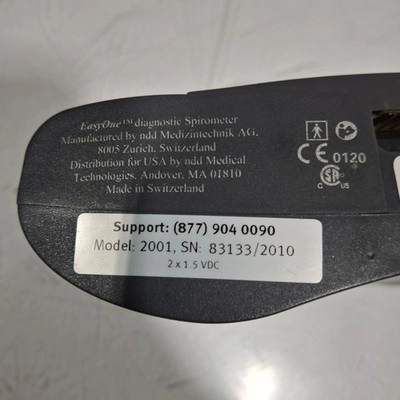 EasyOne™ diagnostic Spirometer
Manufactured by ndd Medizintechnik AG,
8005 Zurich, Switzerland
Distribution for USA by ndd Medical
Technologies, Andover, MA 01810
Made in Switzerland
CE 0120
C US
Support: (877) 904 0090
Model: 2001, SN: 83133/2010
2 x 1.5 VDC